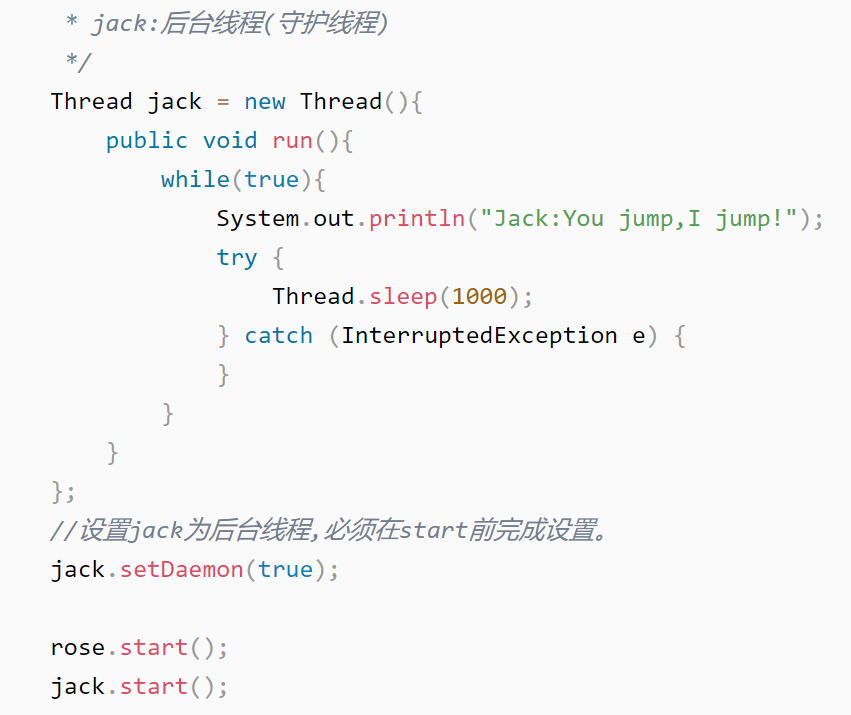 * jack:后台线程(守护线程)
*/
Thread jack = new Thread(){
public void run(){
while(true){
System.out.println("Jack:You jump,I jump!");
try {
Thread.sleep(1000);
} catch (InterruptedException e) {
}
}
}
};
//设置jack为后台线程,必须在start前完成设置。
jack.setDaemon(true);
rose.start();
jack.start();